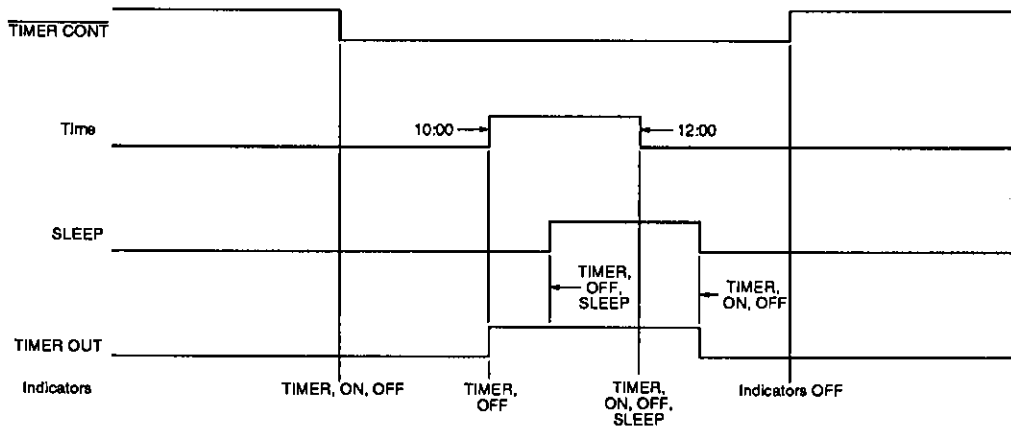 TIMER CONT
Time
10:00
12:00
SLEEP
TIMER,
OFF,
SLEEP
TIMER,
ON, OFF
TIMER OUT
Indicators
TIMER, ON, OFF
TIMER,
OFF
TIMER,
ON, OFF,
SLEEP
Indicators OFF